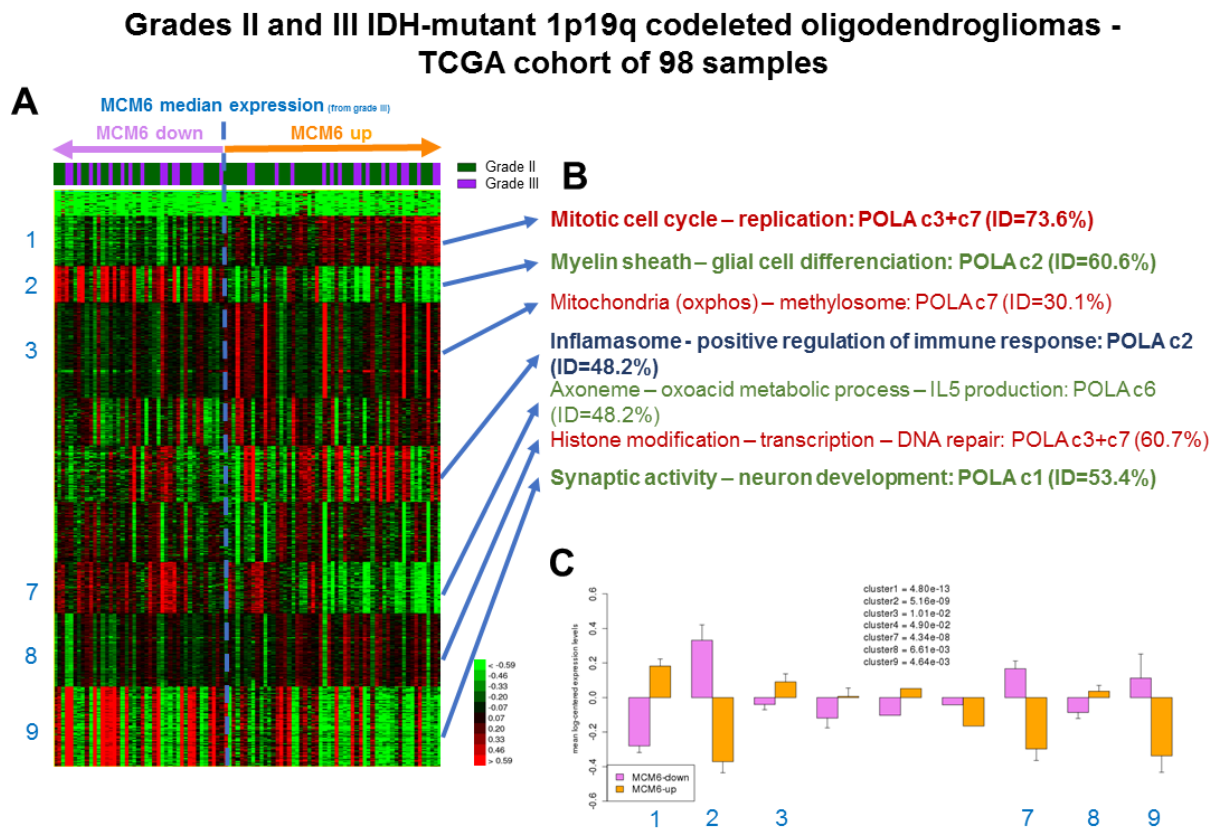 Grades II and III IDH-mutant 1p19q codeleted oligodendrogliomas -
TCGA cohort of 98 samples
A
MCM6 median expression (from grade III)
MCM6 down
MCM6 up
Grade II
Grade III
1
2
3
7
8
9
< -0.59
-0.46
-0.33
-0.20
-0.07
0.07
0.20
0.33
0.46
> 0.59
B
Mitotic cell cycle – replication: POLA c3+c7 (ID=73.6%)
Myelin sheath – glial cell differenciation: POLA c2 (ID=60.6%)
Mitochondria (oxphos) – methylosome: POLA c7 (ID=30.1%)
Inflamasome - positive regulation of immune response: POLA c2
(ID=48.2%)
Axoneme – oxoacid metabolic process – IL5 production: POLA c6
(ID=48.2%)
Histone modification – transcription – DNA repair: POLA c3+c7 (60.7%)
Synaptic activity – neuron development: POLA c1 (ID=53.4%)
C
cluster1 = 4.80e-13
cluster2 = 5.16e-09
cluster3 = 1.01e-02
cluster4 = 4.90e-02
cluster7 = 4.34e-08
cluster8 = 6.61e-03
cluster9 = 4.64e-03
mean log-centered expression levels
0.6
0.4
0.2
0.0
-0.2
-0.4
-0.6
MCM6-down
MCM6-up
1
2
3
7
8
9